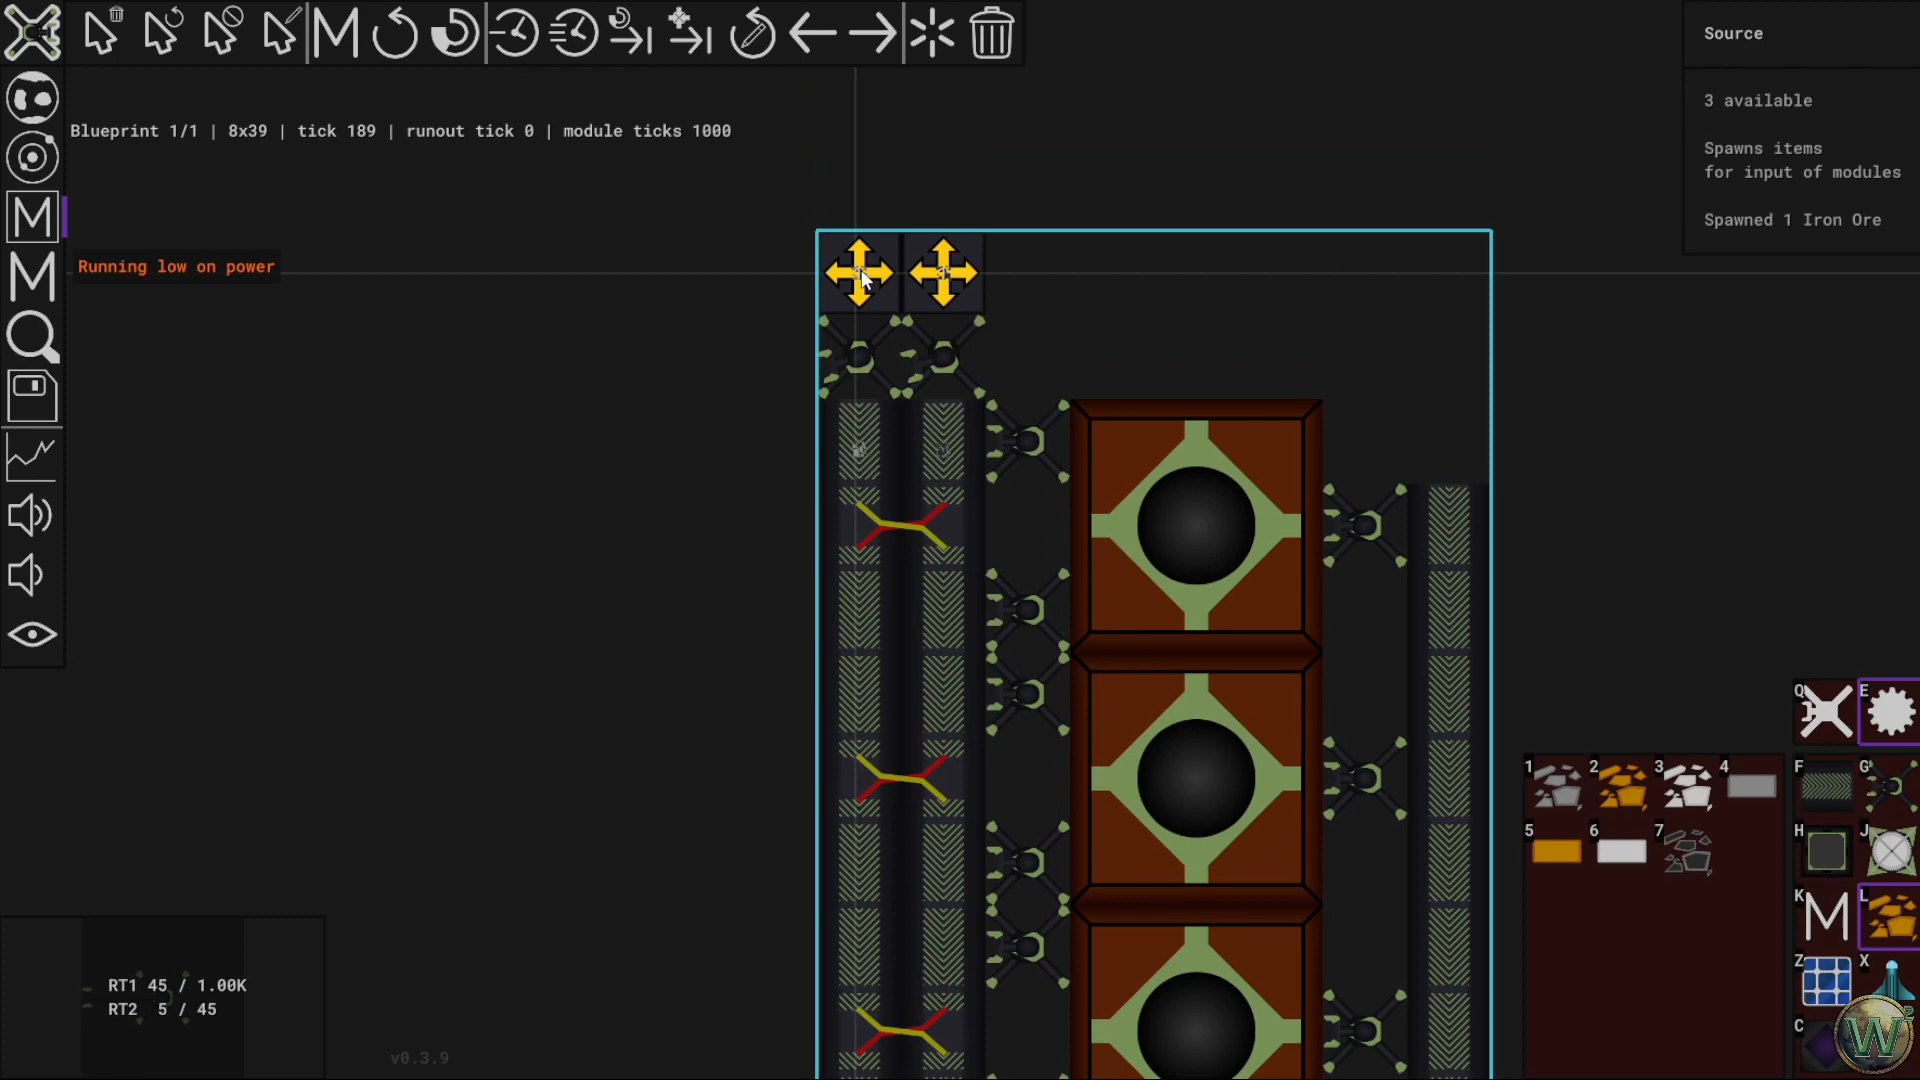 Source
3 available
Blueprint 1/1 | 8x39 | tick 189 | runout tick 0 | module ticks 1000
Spawns items
for input of modules
Spawned 1 Iron Ore
Running low on power
Q E
1 2 3 4 F G
5 6 7 H J
K L
Z X
C
RT1 45 / 1.00K
RT2 5 / 45
v0.3.9
W2